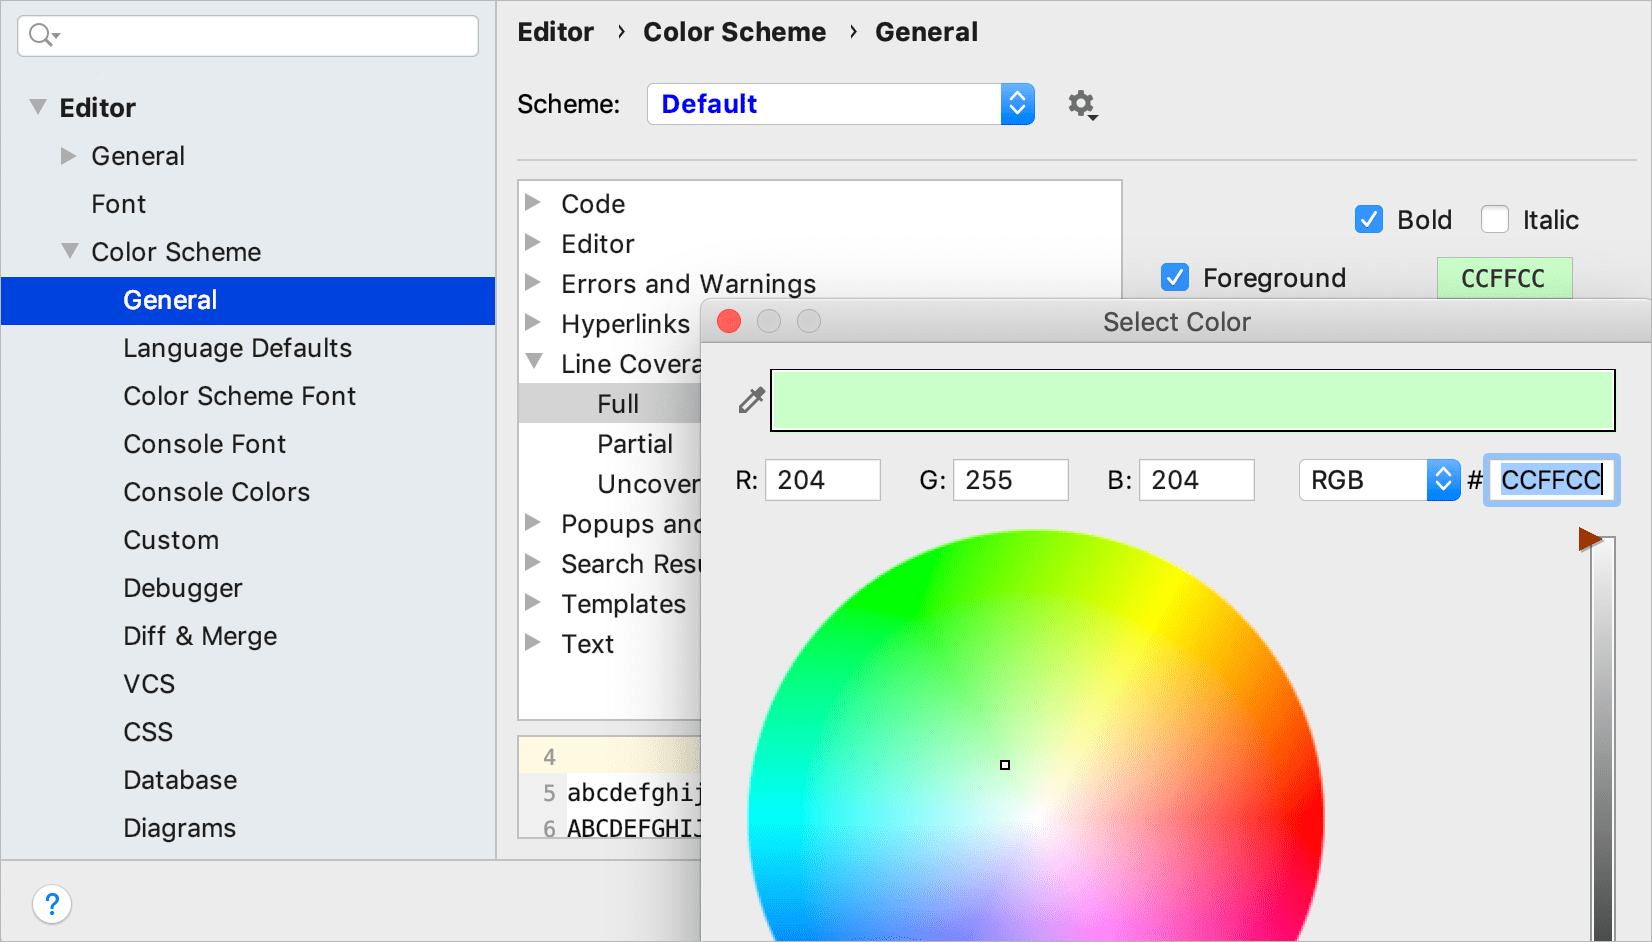 Editor › Color Scheme › General
Scheme: Default
Editor
General
Font
Color Scheme
General
Language Defaults
Color Scheme Font
Console Font
Console Colors
Custom
Debugger
Diff & Merge
VCS
CSS
Database
Diagrams
?
Code
Editor
Errors and Warnings
Hyperlinks
Line Covera
Full
Partial
Uncover
Popups and
Search Resu
Templates
Text
4
5 abcdefghij
6 ABCDEFGHIJ
Bold Italic
Foreground CCFFCC
Select Color
R: 204 G: 255 B: 204 RGB # CCFFCC